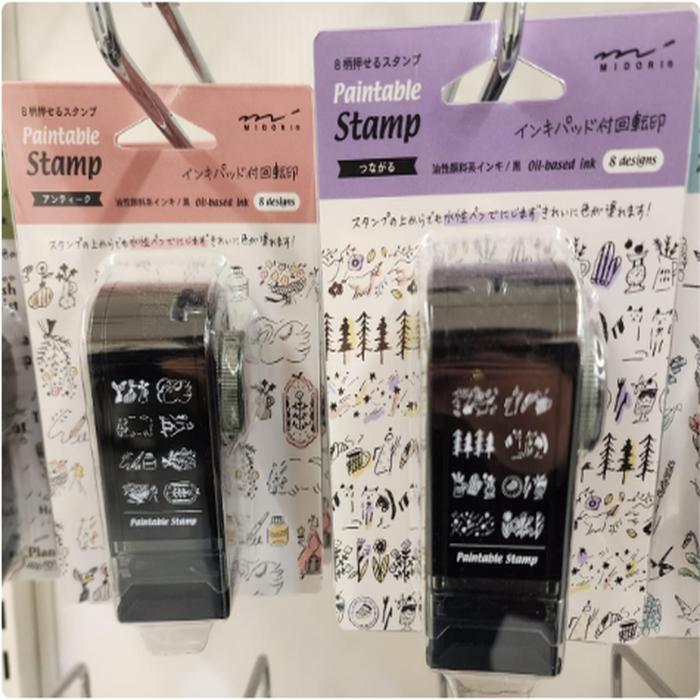 8柄押せるスタンプ
Paintable
Stamp
MIDORI
インキパッド付回転印
アンティーク
油性顔料系インキ/黒 Oil-based ink 8 designs
スタンプの上からでも水性ペンでにじまずきれいに色が塗れます!
Paintable Stamp
8柄押せるスタンプ
Paintable
Stamp
MIDORI
インキパッド付回転印
つながる
油性顔料系インキ/黒 Oil-based ink 8 designs
スタンプの上からでも水性ペンでにじまずきれいに色が塗れます!
Paintable Stamp